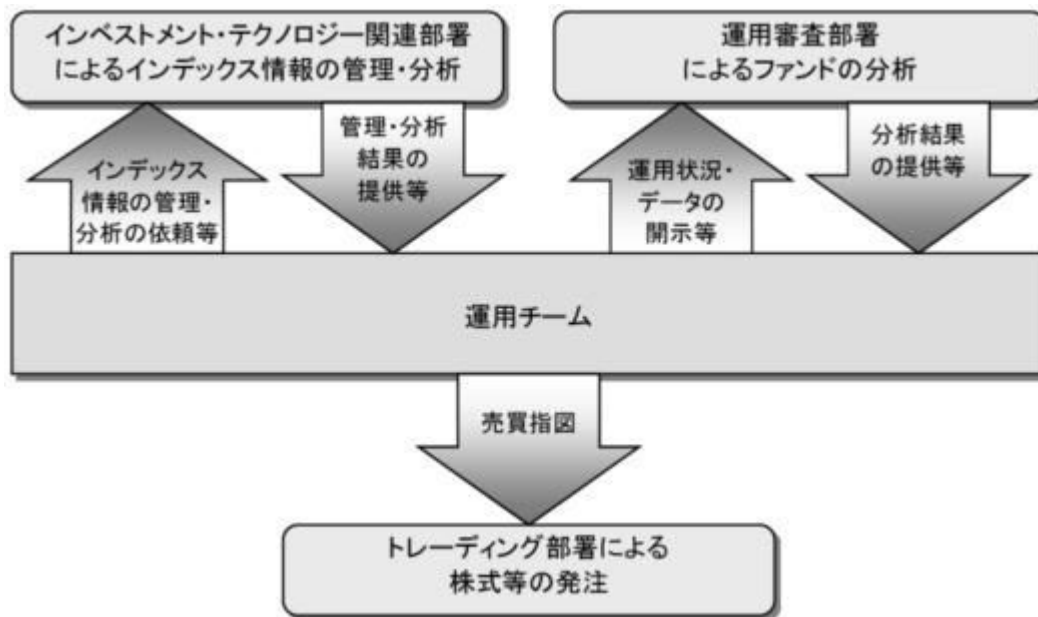 インベストメント・テクノロジー関連部署
によるインデックス情報の管理・分析
運用審査部署
によるファンドの分析
インデックス
情報の管理・
分析の依頼等
管理・分析
結果の
提供等
運用状況・
データの
開示等
分析結果
の提供等
運用チーム
売買指図
トレーディング部署による
株式等の発注